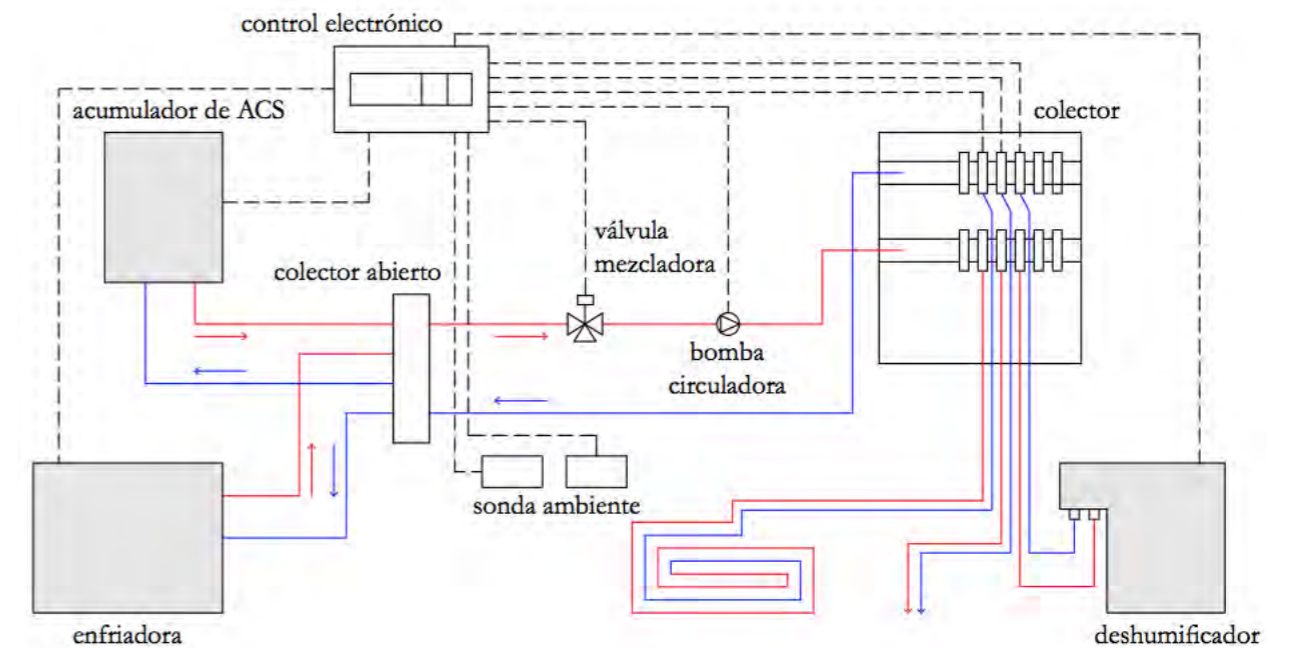 control electrónico
acumulador de ACS
colector
válvula
mezcladora
colector abierto
bomba
circuladora
sonda ambiente
enfriadora
deshumificador